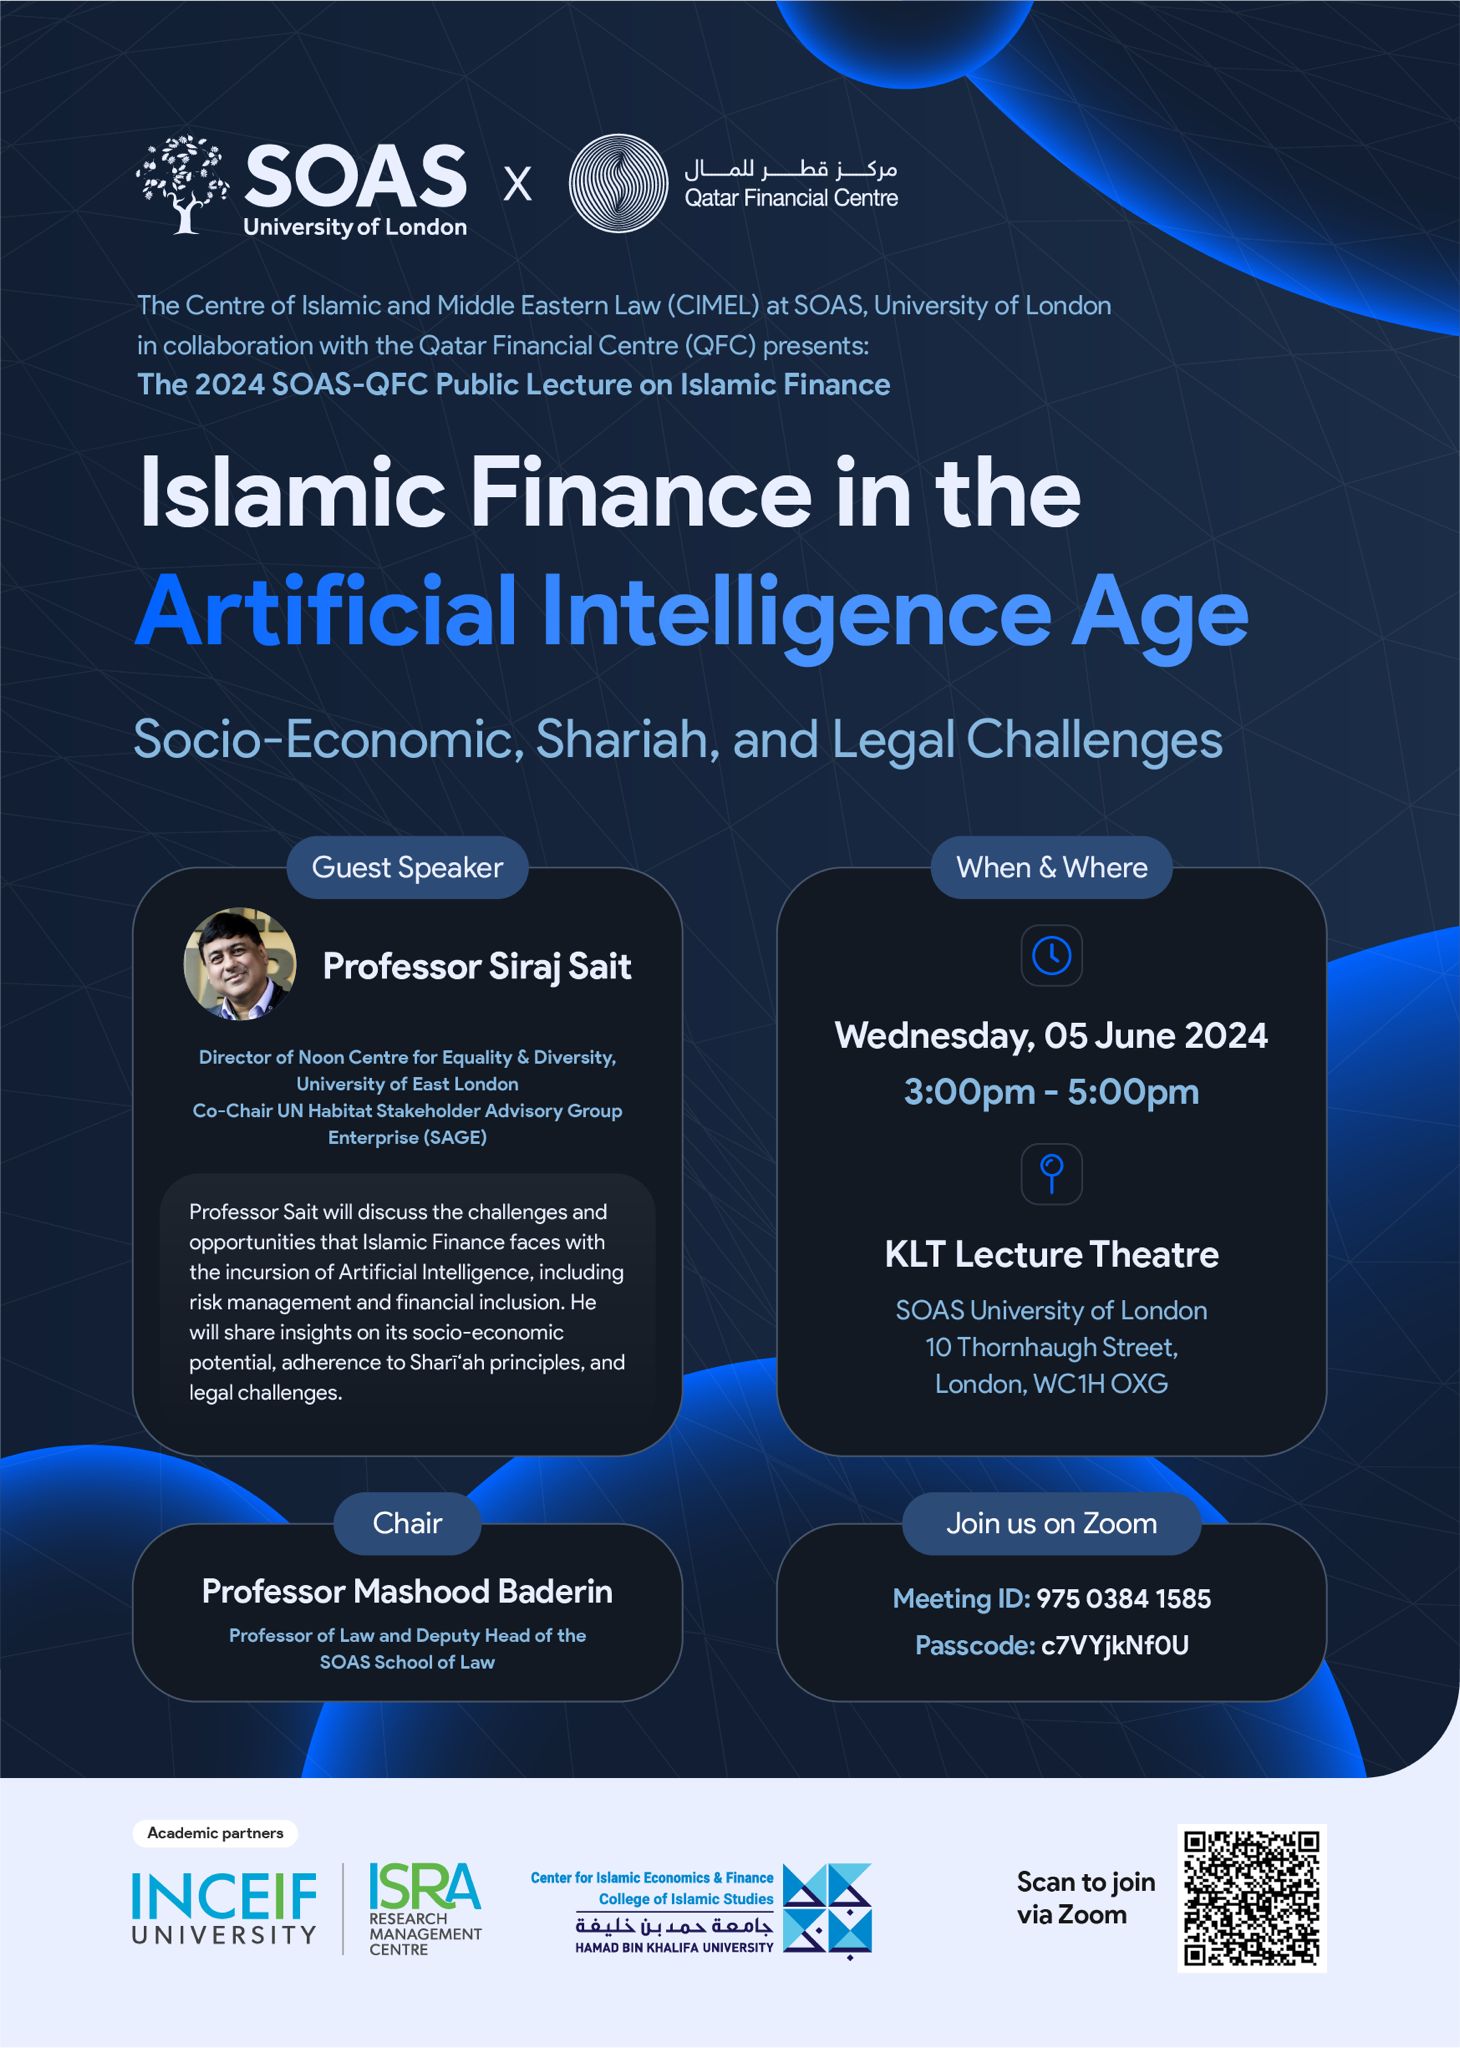 SOAS
University of London
X
مركز قطر للمال
Qatar Financial Centre
The Centre of Islamic and Middle Eastern Law (CIMEL) at SOAS, University of London
in collaboration with the Qatar Financial Centre (QFC) presents:
The 2024 SOAS-QFC Public Lecture on Islamic Finance
Islamic Finance in the
Artificial Intelligence Age
Socio-Economic, Shariah, and Legal Challenges
Guest Speaker
Professor Siraj Sait
Director of Noon Centre for Equality & Diversity,
University of East London
Co-Chair UN Habitat Stakeholder Advisory Group
Enterprise (SAGE)
Professor Sait will discuss the challenges and
opportunities that Islamic Finance faces with
the incursion of Artificial Intelligence, including
risk management and financial inclusion. He
will share insights on its socio-economic
potential, adherence to Sharī‘ah principles, and
legal challenges.
When & Where
Wednesday, 05 June 2024
3:00pm - 5:00pm
KLT Lecture Theatre
SOAS University of London
10 Thornhaugh Street,
London, WC1H OXG
Chair
Professor Mashood Baderin
Professor of Law and Deputy Head of the
SOAS School of Law
Join us on Zoom
Meeting ID: 975 0384 1585
Passcode: c7VYjkNf0U
Academic partners
INCEIF
UNIVERSITY
ISRA
RESEARCH
MANAGEMENT
CENTRE
Center for Islamic Economics & Finance
College of Islamic Studies
جامعة حمد بن خليفة
HAMAD BIN KHALIFA UNIVERSITY
Scan to join
via Zoom